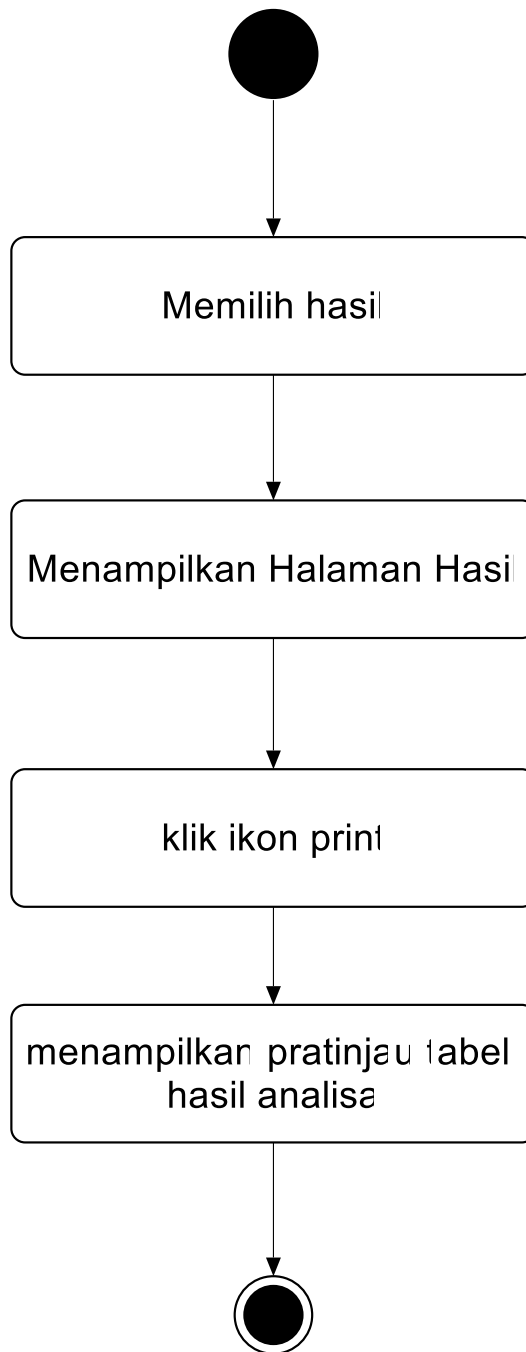 Memilih hasil
Menampilkan Halaman Hasil
klik ikon print
menampilkan pratinjau tabel
hasil analisa